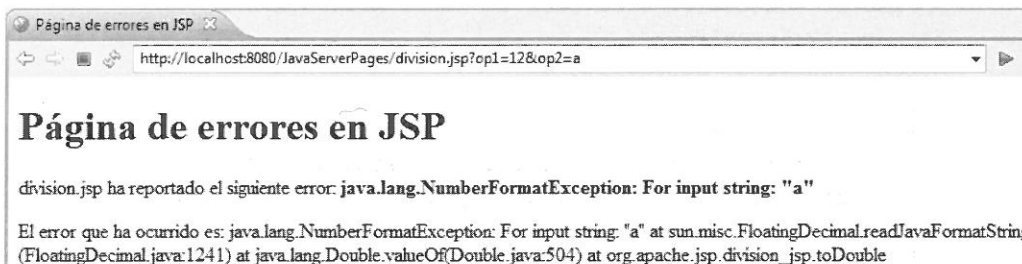 Página de errores en JSP
http://localhost:8080/JavaServerPages/division.jsp?op1=12&op2=a
Página de errores en JSP
division.jsp ha reportado el siguiente error: java.lang.NumberFormatException: For input string: "a"
El error que ha ocurrido es: java.lang.NumberFormatException: For input string: "a" at sun.misc.FloatingDecimal.readJavaFormatString
(FloatingDecimal.java:1241) at java.lang.Double.valueOf(Double.java:504) at org.apache.jsp.division_jsp.toDouble